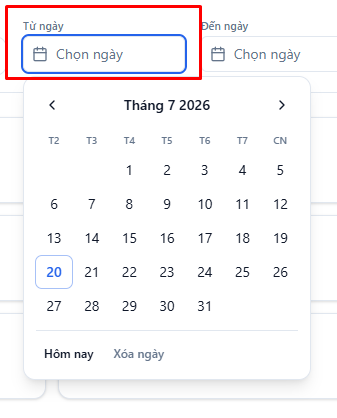 Từ ngày Đến ngày
Chọn ngày Chọn ngày
Tháng 7 2026
T2 T3 T4 T5 T6 T7 CN
1 2 3 4 5
6 7 8 9 10 11 12
13 14 15 16 17 18 19
20 21 22 23 24 25 26
27 28 29 30 31
Hôm nay Xóa ngày